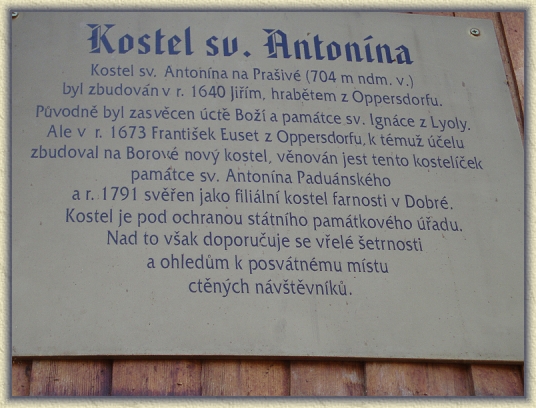 Kostel sv. Antonína
Kostel sv. Antonína na Prašivé (704 m ndm. v.)
byl zbudován v r. 1640 Jiřím, hrabětem z Oppersdorfu.
Původně byl zasvěcen úctě Boží a památce sv. Ignáce z Lyoly.
Ale v r. 1673 František Euset z Oppersdorfu, k témuž účelu
zbudoval na Borové nový kostel, věnován jest tento kostelíček
památce sv. Antonína Paduánského
a r. 1791 svěřen jako filiální kostel farnosti v Dobré.
Kostel je pod ochranou státního památkového úřadu.
Nad to však doporučuje se vřelé šetrnosti
a ohledům k posvátnému místu
ctěných návštěvníků.